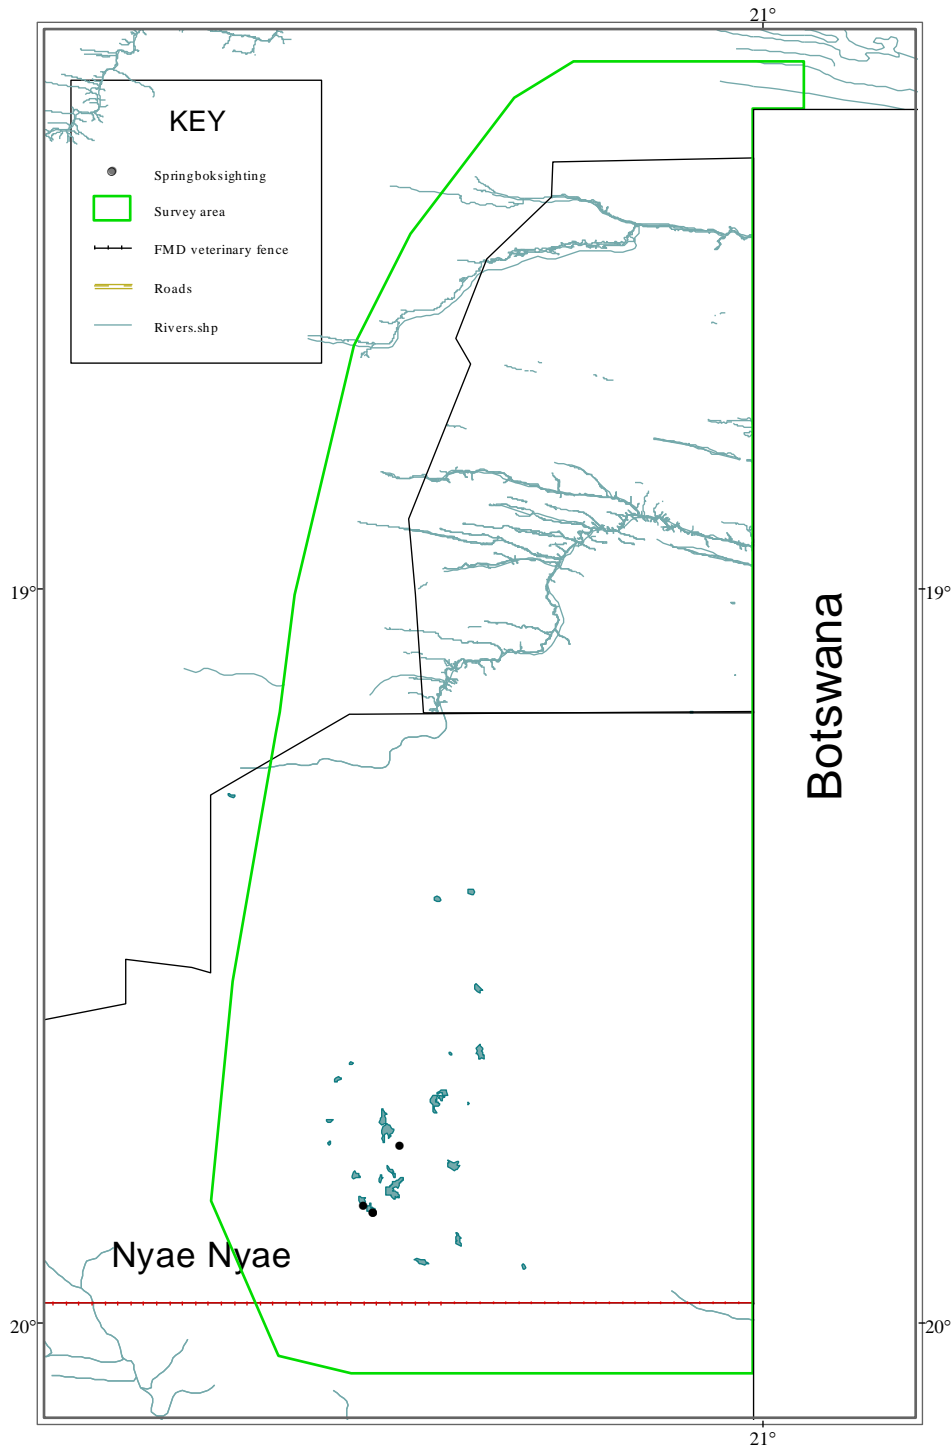 21°
KEY
Springboksighting
Survey area
FMD veterinary fence
Roads
Rivers.shp
19°
19°
Botswana
Nyae Nyae
20°
20°
21°